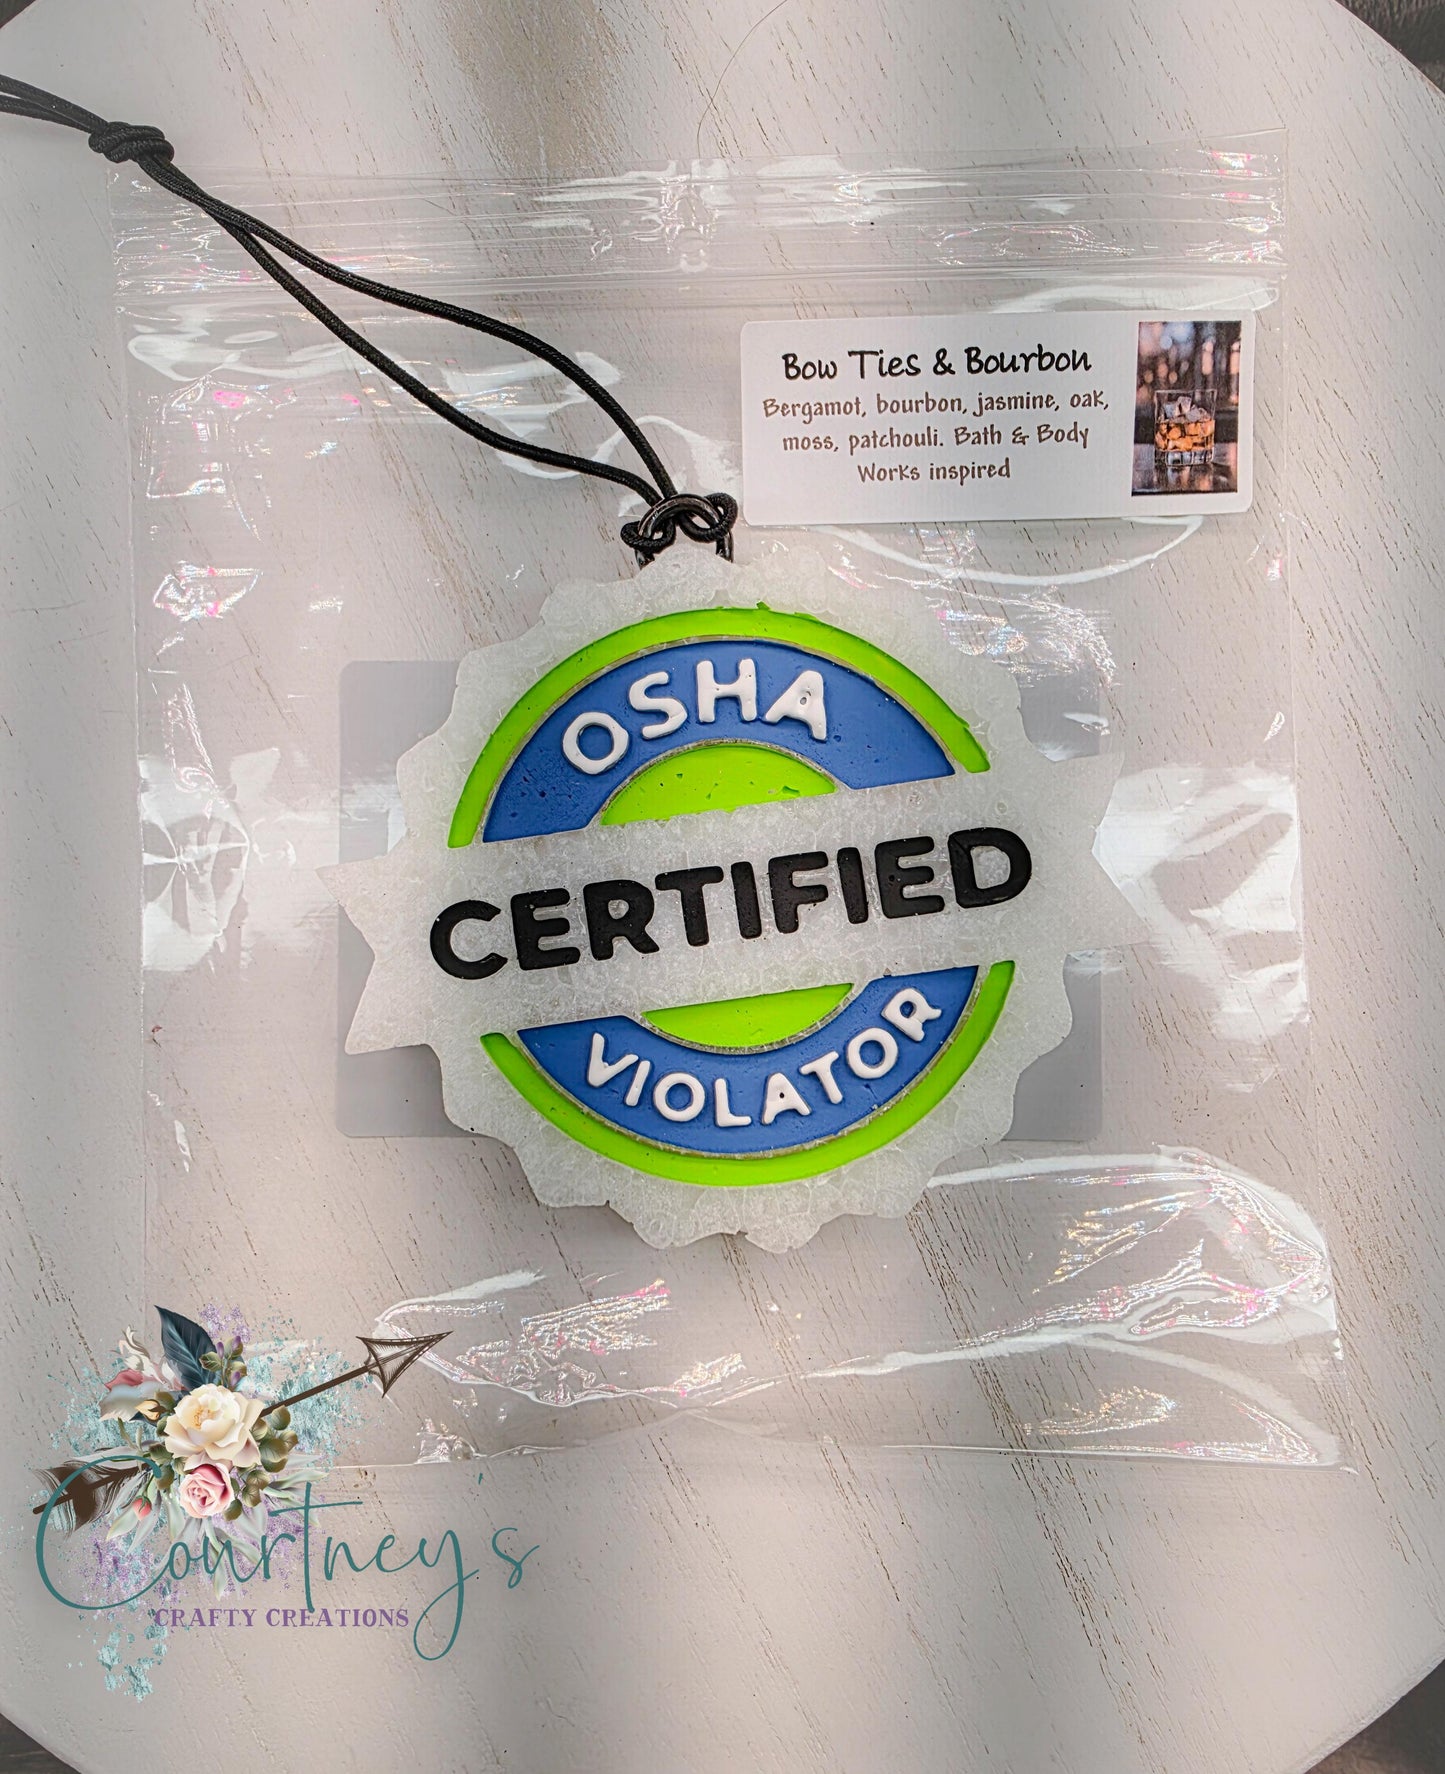 Bow Ties & Bourbon
Bergamot, bourbon, jasmine, oak,
moss, patchouli. Bath & Body
Works inspired
OSHA
CERTIFIED
VIOLATOR
Courtney's
CRAFTY CREATIONS